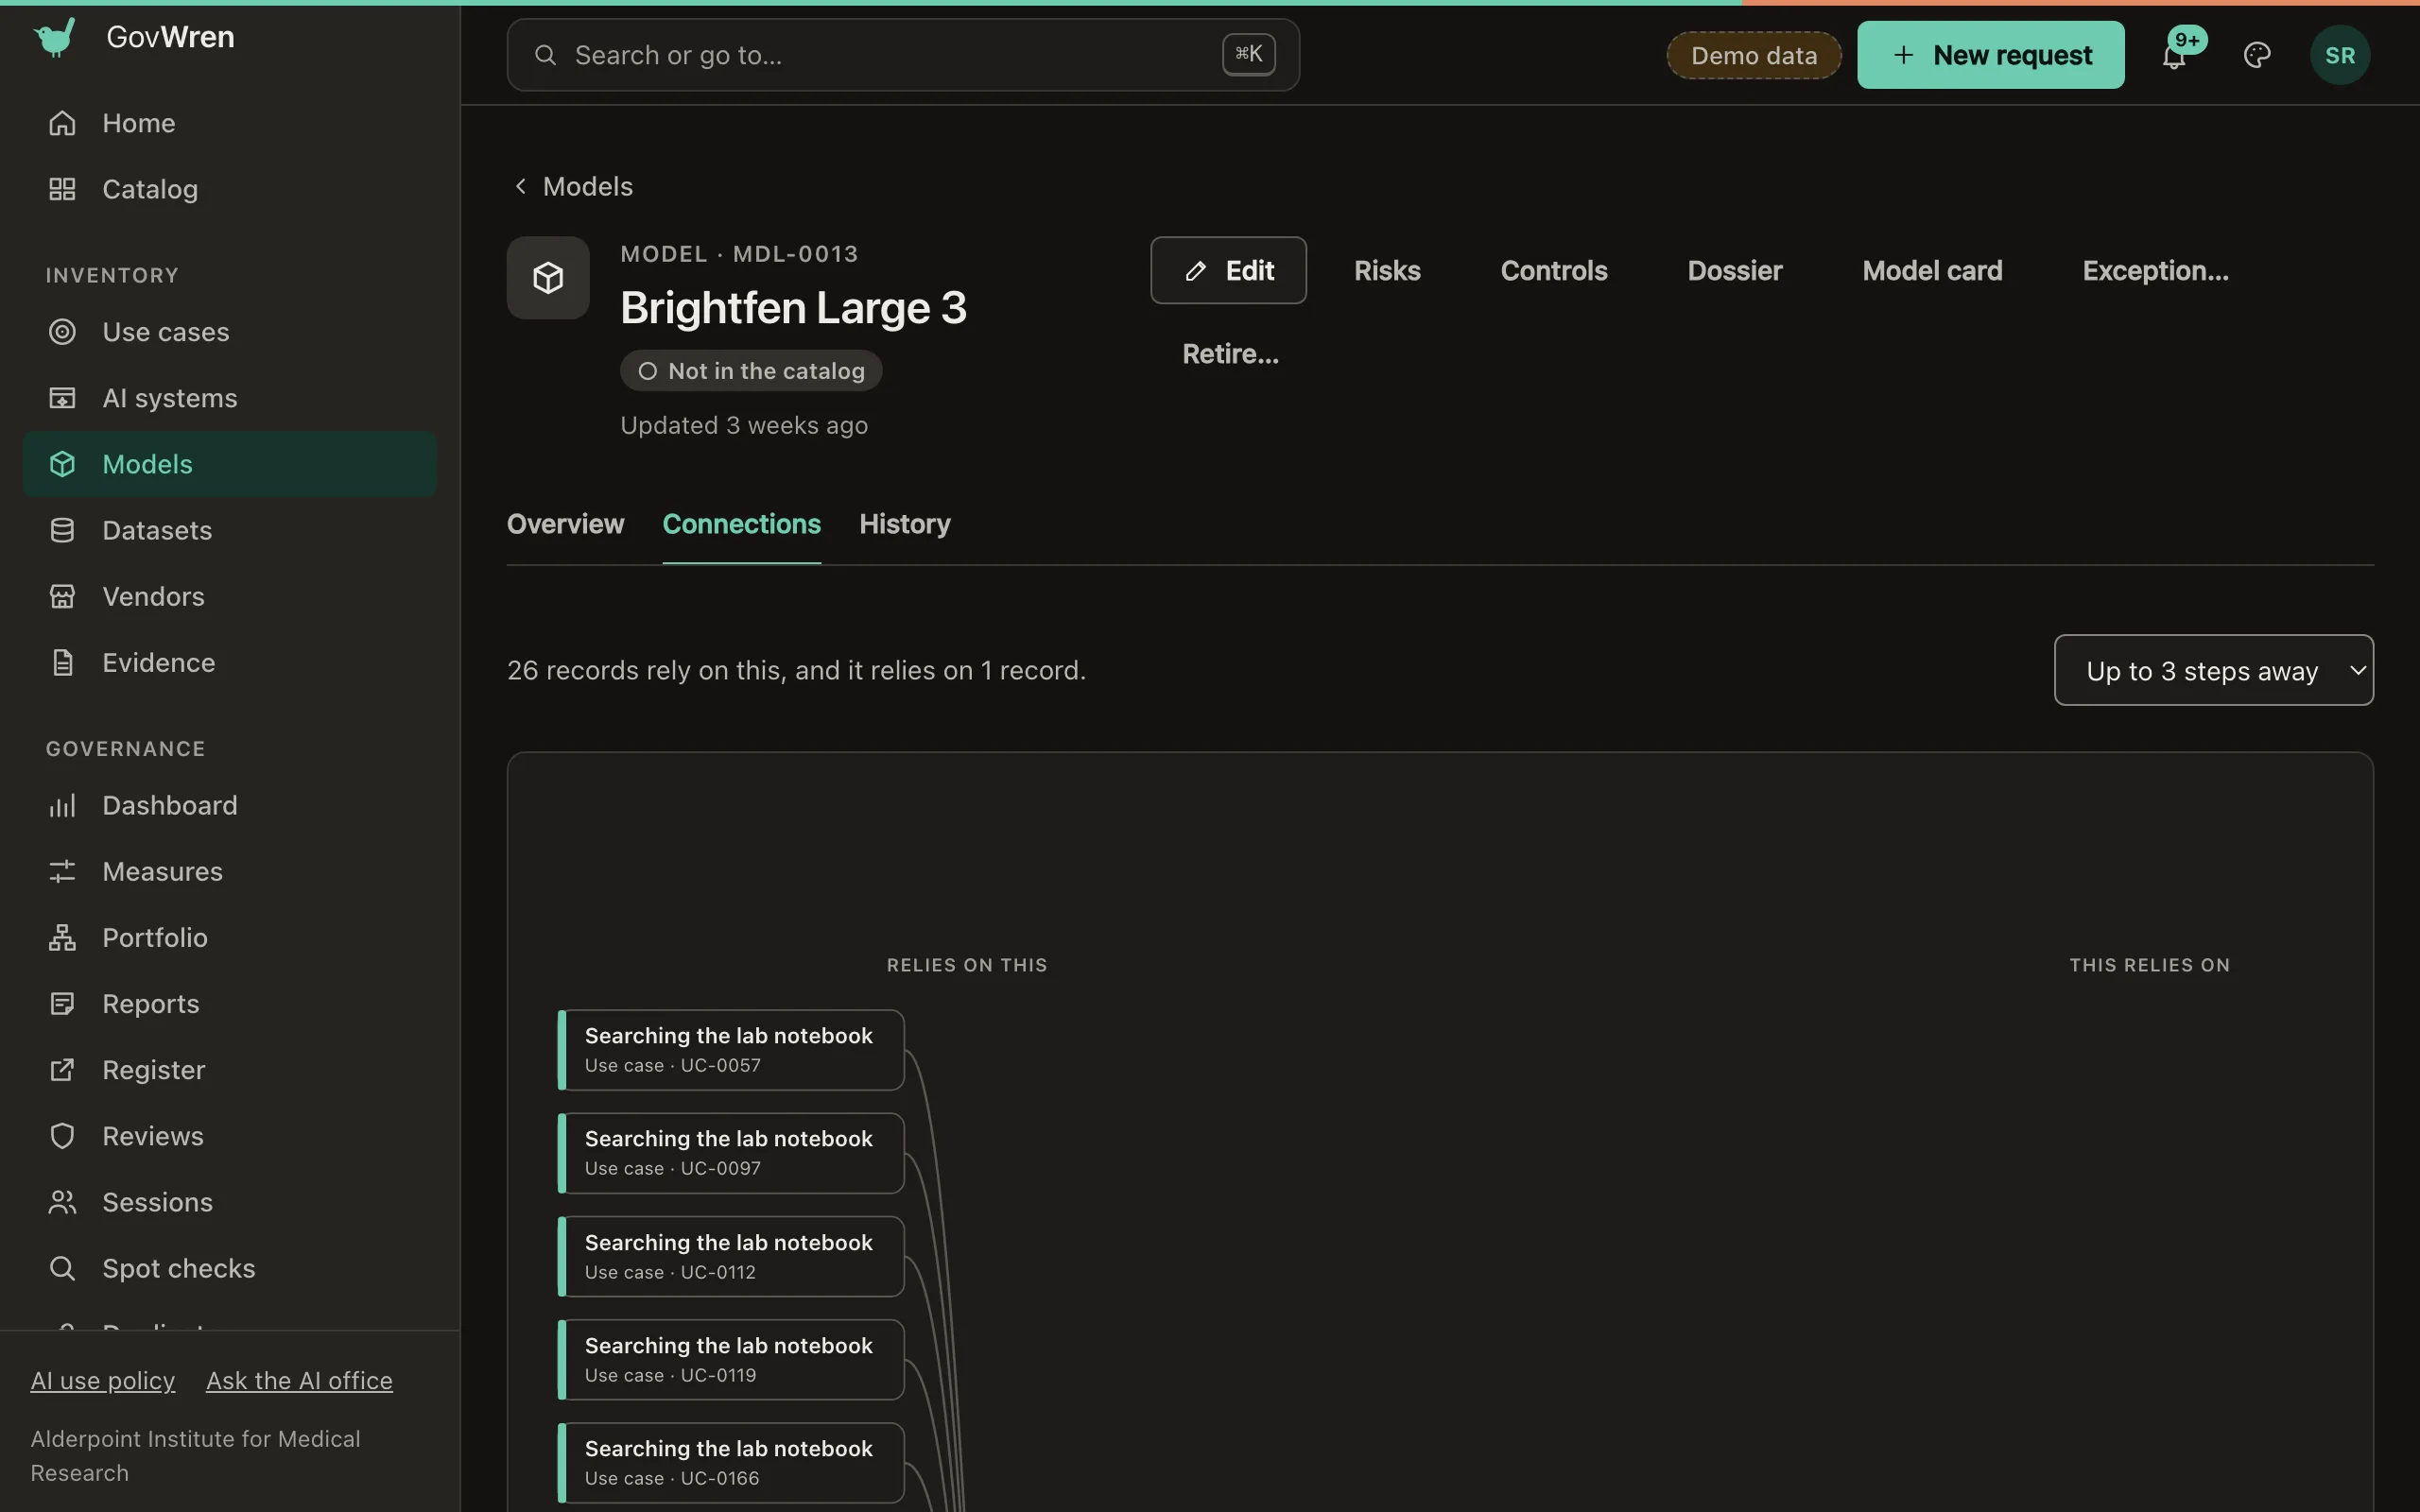 GovWren
Search or go to...
⌘K
Demo data
+ New request
9+
SR
Home
Catalog
INVENTORY
Use cases
AI systems
Models
Datasets
Vendors
Evidence
GOVERNANCE
Dashboard
Measures
Portfolio
Reports
Register
Reviews
Sessions
Spot checks
AI use policy
Ask the AI office
Alderpoint Institute for Medical
Research
Models
MODEL · MDL-0013
Brightfen Large 3
Not in the catalog
Updated 3 weeks ago
Edit
Risks
Controls
Dossier
Model card
Exception...
Retire...
Overview
Connections
History
26 records rely on this, and it relies on 1 record.
Up to 3 steps away
RELIES ON THIS
THIS RELIES ON
Searching the lab notebook
Use case · UC-0057
Searching the lab notebook
Use case · UC-0097
Searching the lab notebook
Use case · UC-0112
Searching the lab notebook
Use case · UC-0119
Searching the lab notebook
Use case · UC-0166